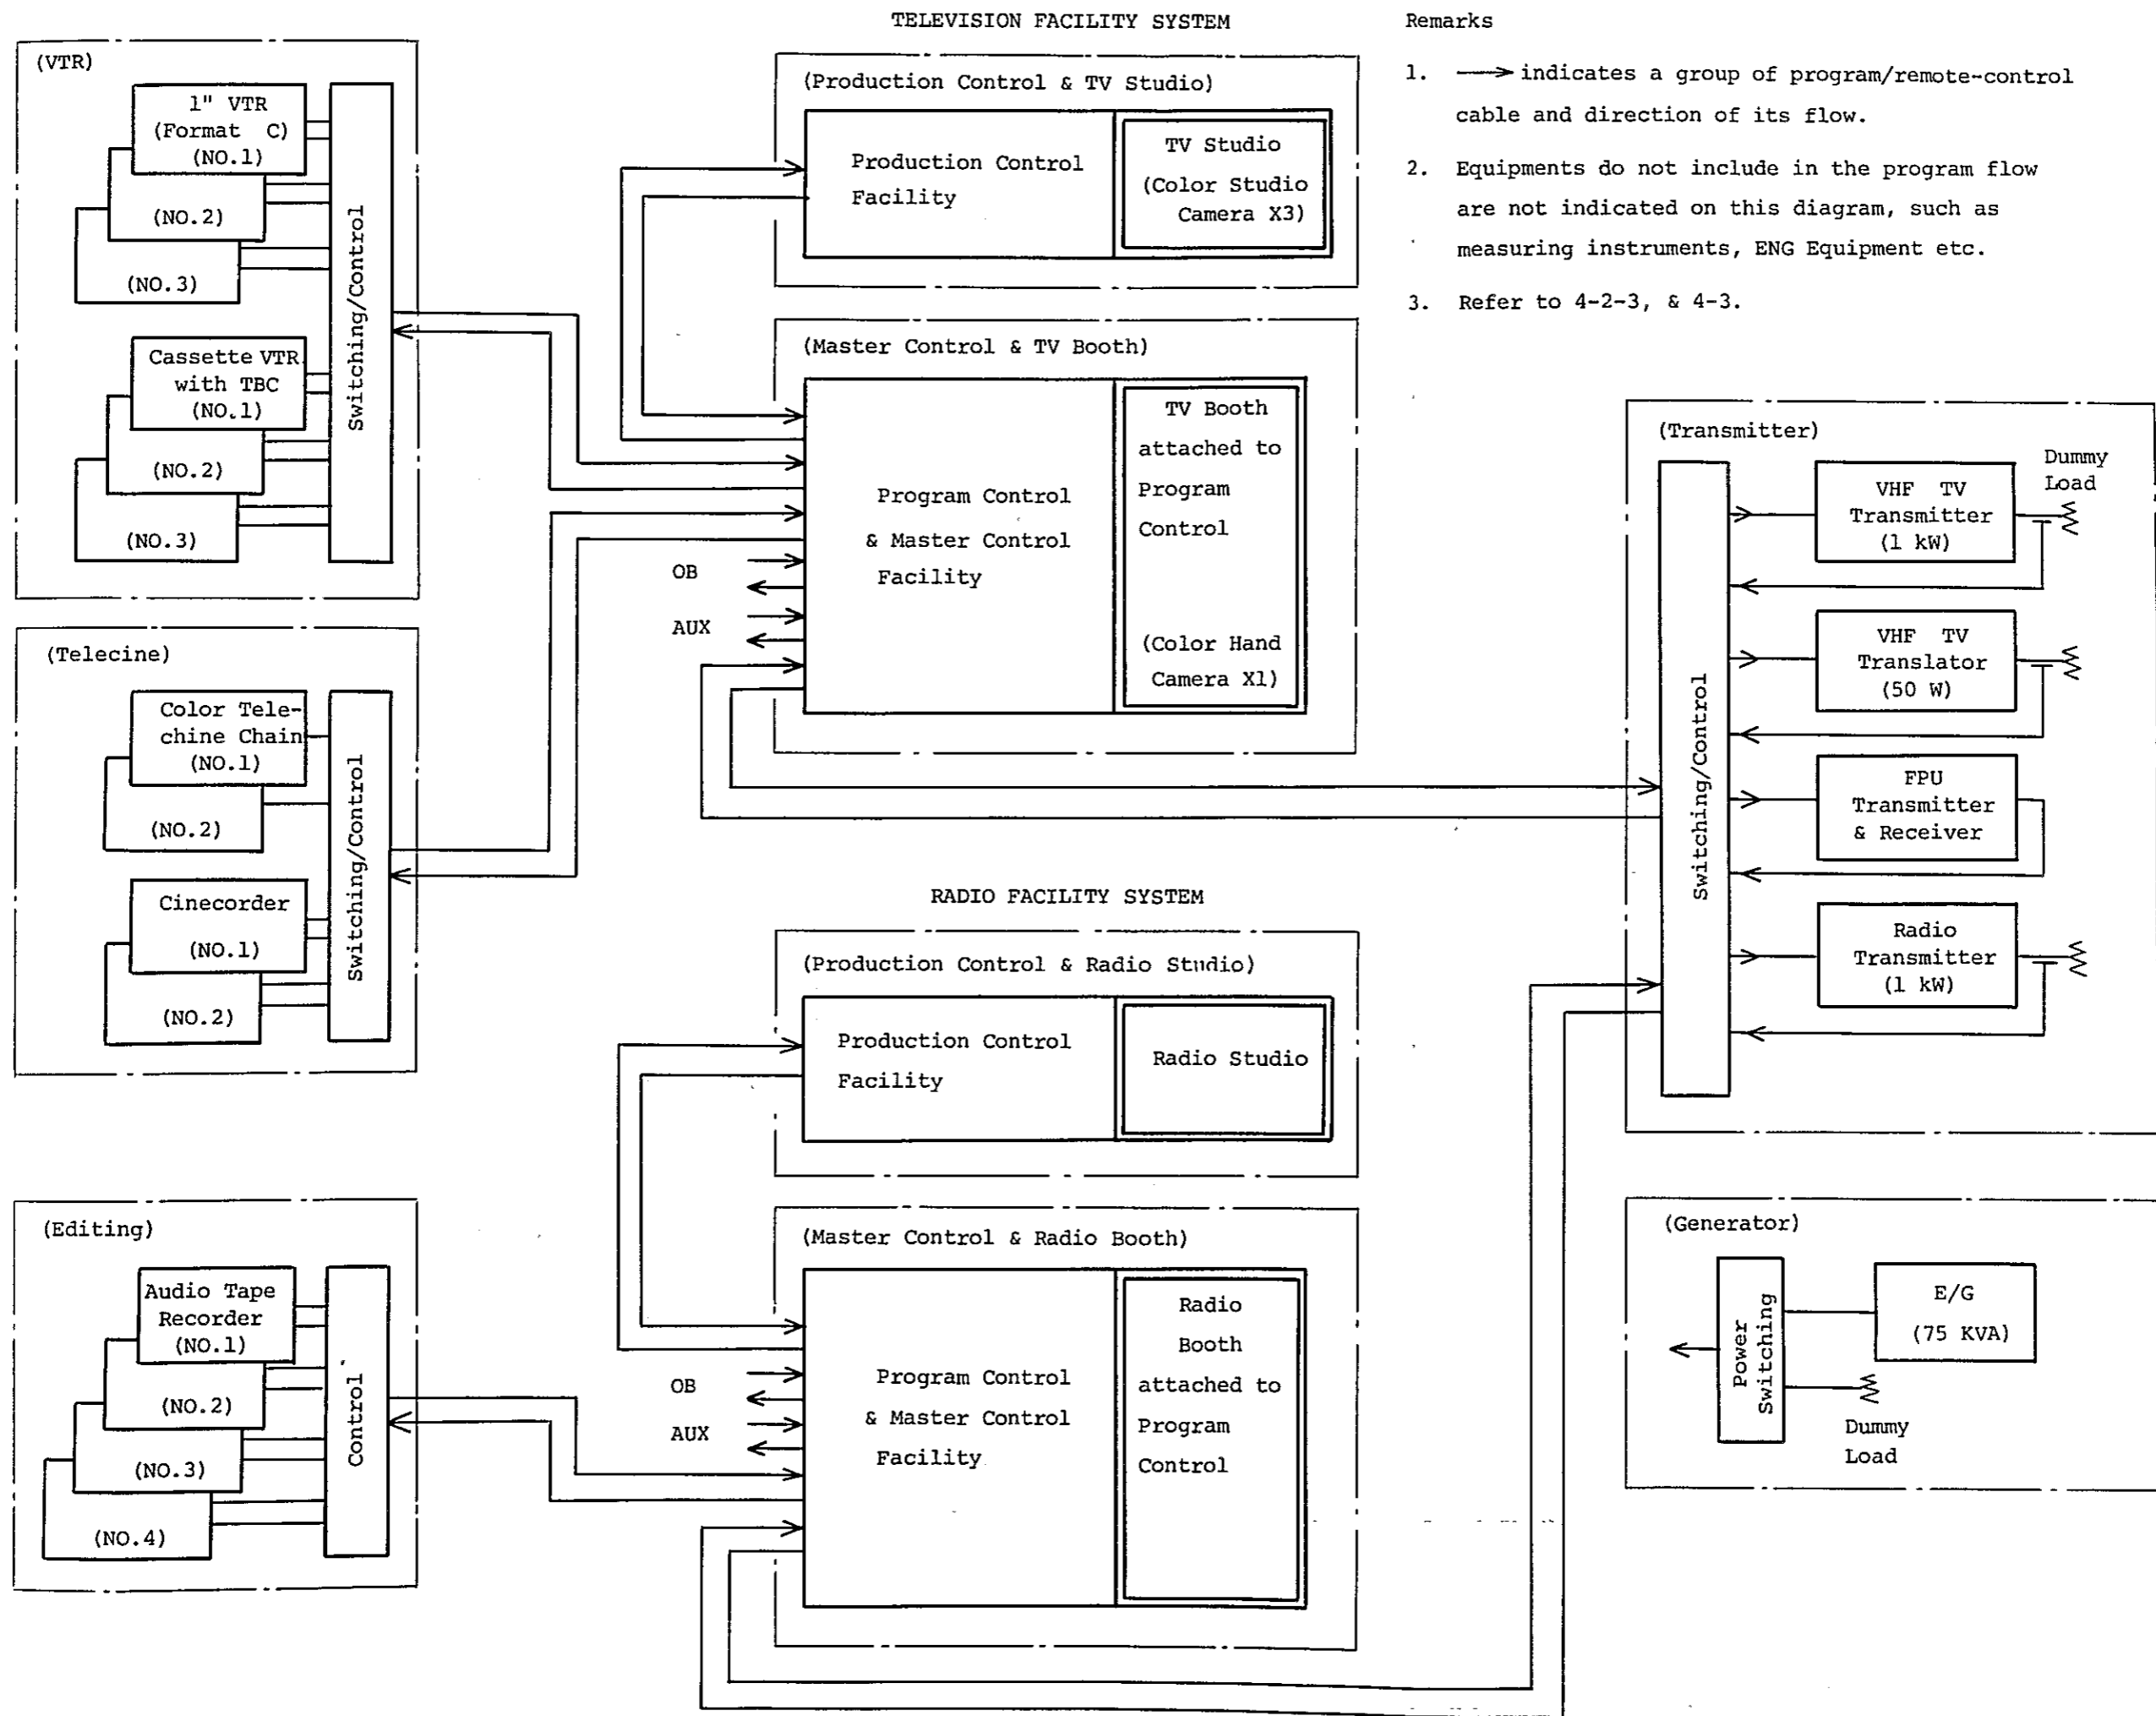 TELEVISION FACILITY SYSTEM
Remarks
1. → indicates a group of program/remote-control
cable and direction of its flow.
2. Equipments do not include in the program flow
are not indicated on this diagram, such as
measuring instruments, ENG Equipment etc.
3. Refer to 4-2-3, & 4-3.
(VTR)
1" VTR
(Format C)
(NO.1)
(NO.2)
(NO.3)
Cassette VTR
with TBC
(NO.1)
(NO.2)
(NO.3)
Switching/Control
(Telecine)
Color Tele-
chine Chain
(NO.1)
(NO.2)
Cinecorder
(NO.1)
(NO.2)
Switching/Control
(Editing)
Audio Tape
Recorder
(NO.1)
(NO.2)
(NO.3)
(NO.4)
Control
(Production Control & TV Studio)
Production Control
Facility
TV Studio
(Color Studio
Camera X3)
(Master Control & TV Booth)
Program Control
& Master Control
Facility
TV Booth
attached to
Program
Control
(Color Hand
Camera X1)
OB
AUX
RADIO FACILITY SYSTEM
(Production Control & Radio Studio)
Production Control
Facility
Radio Studio
(Master Control & Radio Booth)
Program Control
& Master Control
Facility
Radio
Booth
attached to
Program
Control
OB
AUX
(Transmitter)
Switching/Control
VHF TV
Transmitter
(1 kW)
Dummy
Load
VHF TV
Translator
(50 W)
FPU
Transmitter
& Receiver
Radio
Transmitter
(1 kW)
(Generator)
Power
Switching
E/G
(75 KVA)
Dummy
Load